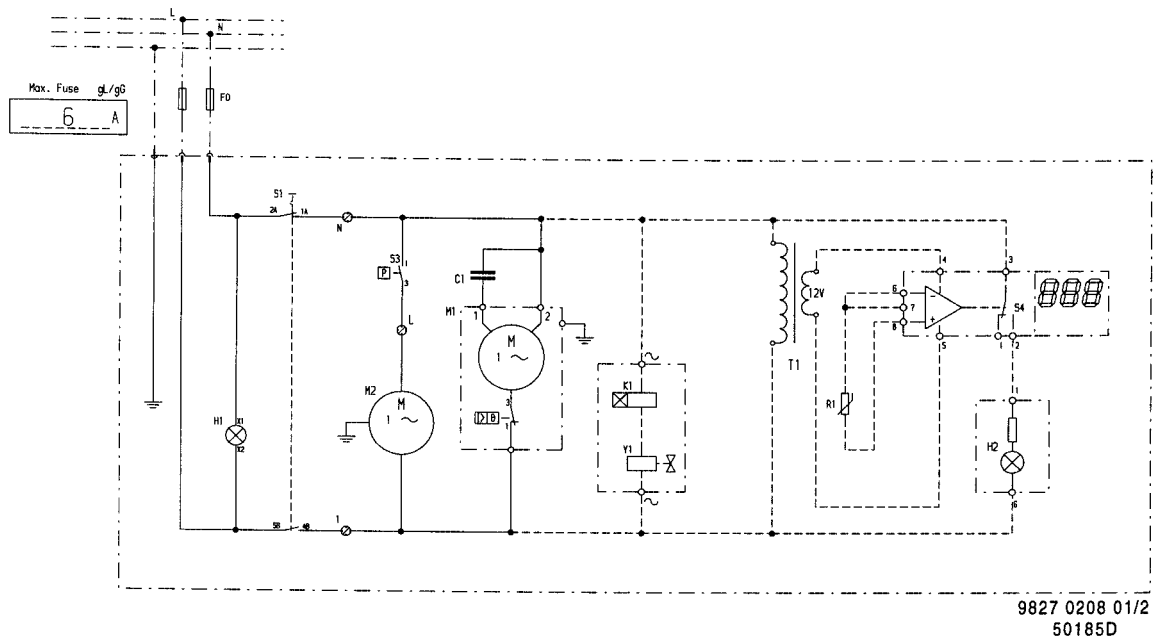 L
N
Max. Fuse gL/gG
6 A
F0
S1
2A 1A
N
S3
P
1
3
L
C1
M1
1
2
M
1 ~
3
θ
1
M2
M
1 ~
H1
X1
X2
5B 4B
1
~
K1
Y1
~
T1
12V
4
3
6
7
8
-
+
5
S4
888
1
2
R1
1
H2
6
9827 0208 01/2
50185D